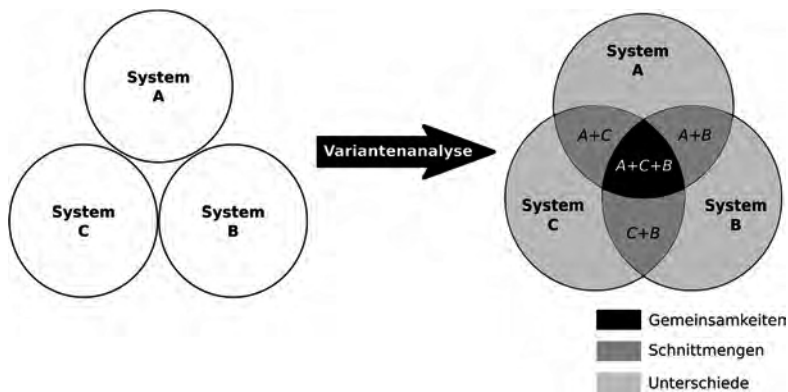 System
A
System
C
System
B
Variantenanalyse
System
A
A+C
A+B
A+C+B
System
C
System
B
C+B
Gemeinsamkeiten
Schnittmengen
Unterschiede